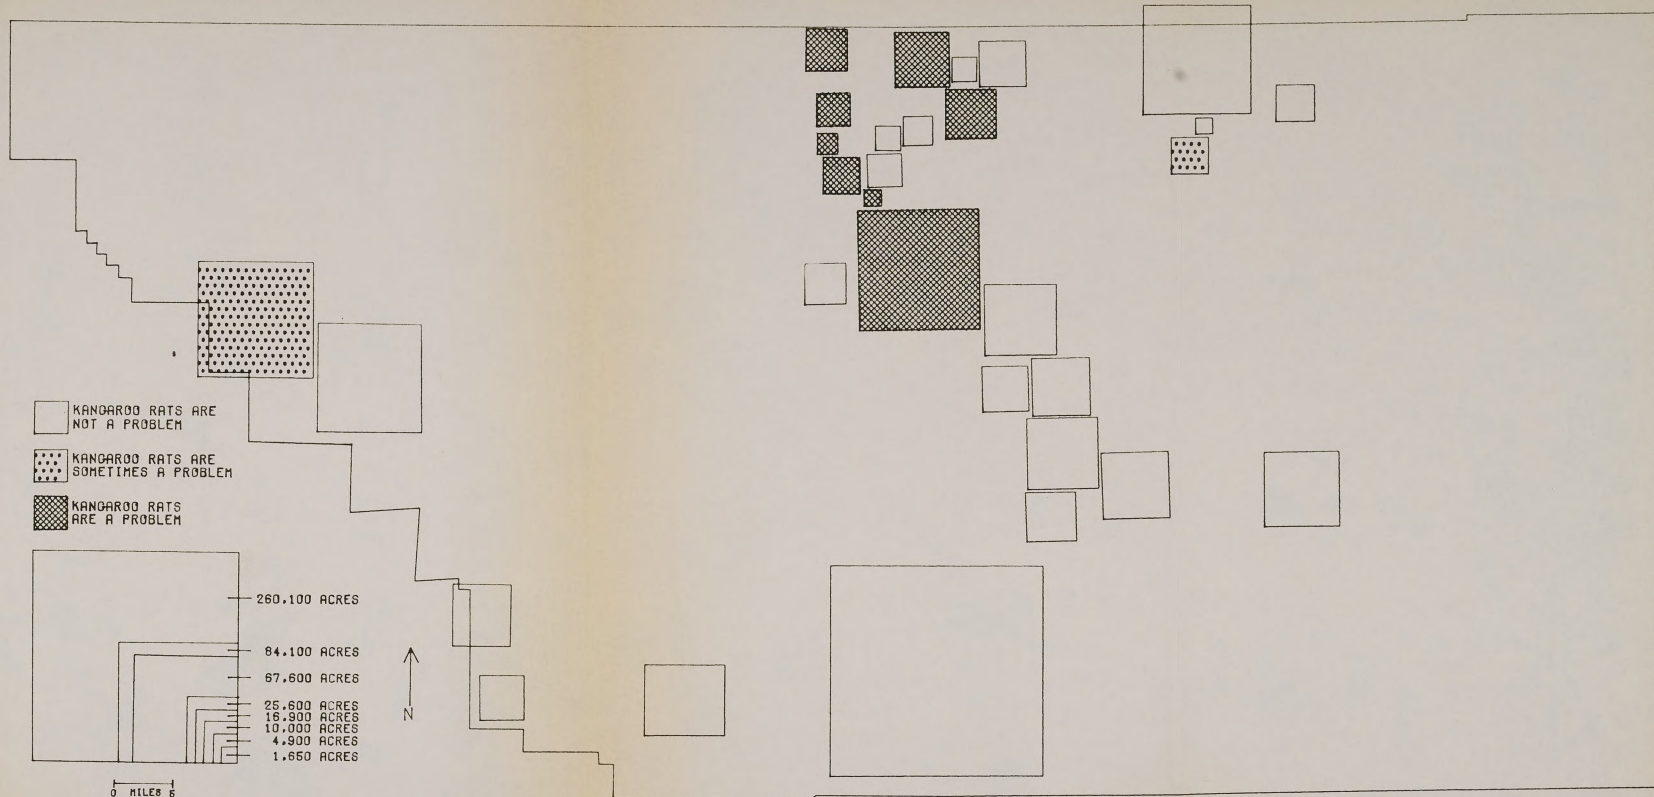 KANGAROO RATS ARE
NOT A PROBLEM
KANGAROO RATS ARE
SOMETIMES A PROBLEM
KANGAROO RATS
ARE A PROBLEM
260.100 ACRES
84.100 ACRES
67.600 ACRES
25.600 ACRES
16.900 ACRES
10.000 ACRES
4.900 ACRES
1.650 ACRES
N
0 MILES 5